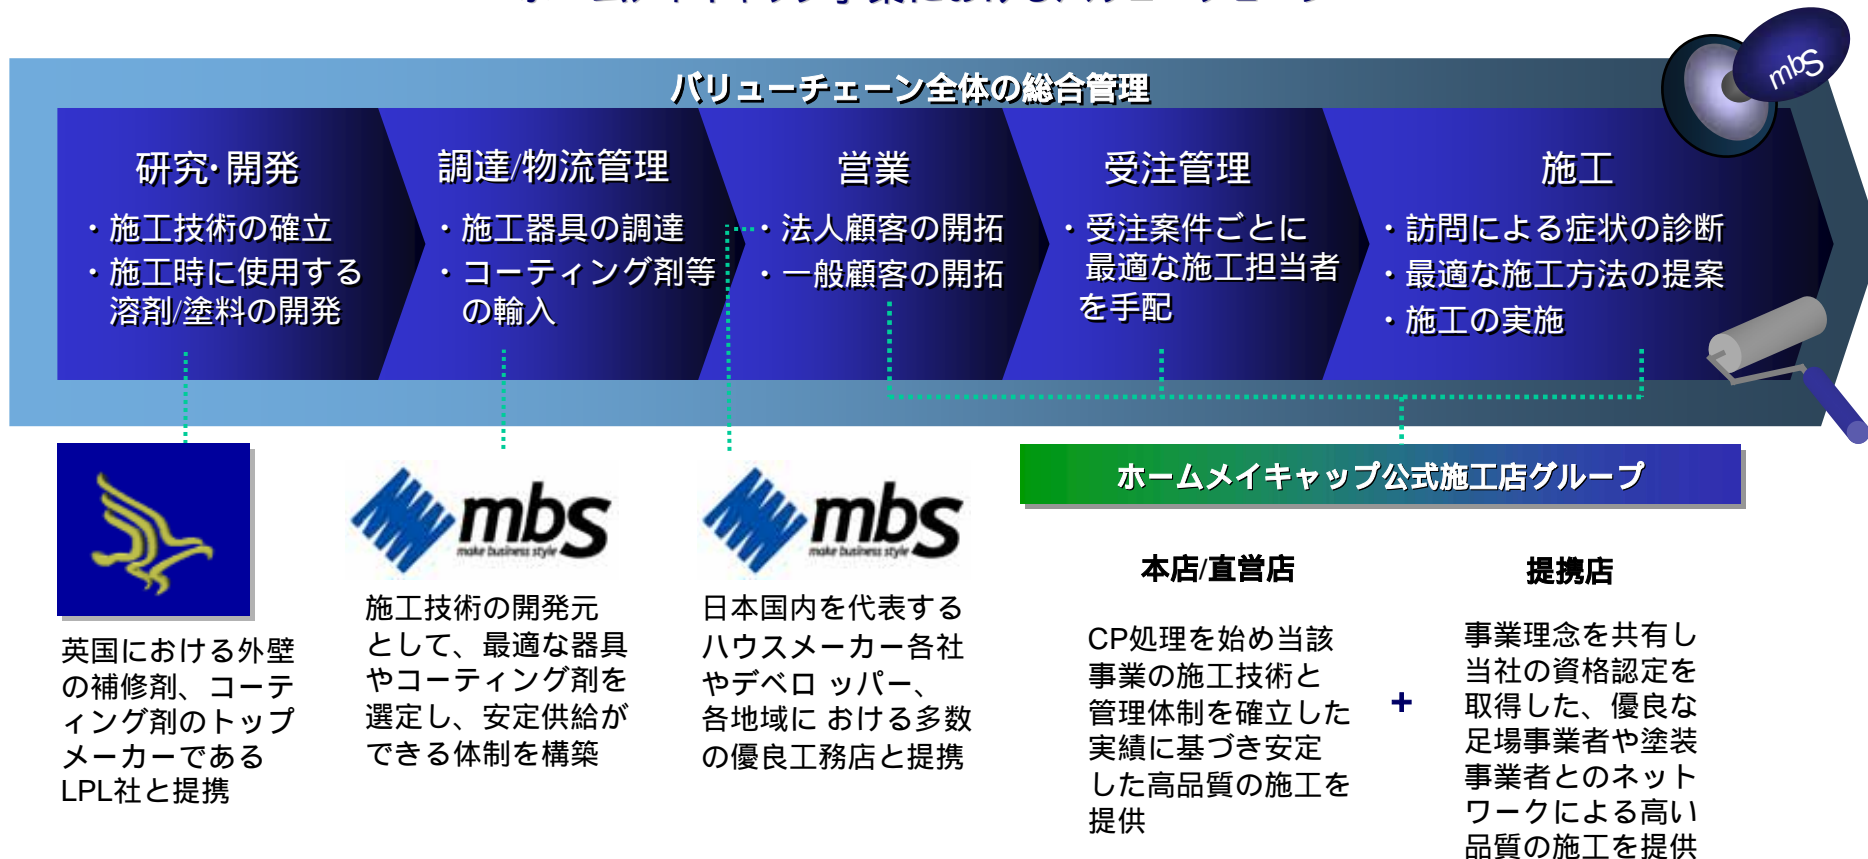 バリューチェーン全体の総合管理
mbs
研究・開発
・施工技術の確立
・施工時に使用する
溶剤/塗料の開発
調達/物流管理
・施工器具の調達
・コーティング剤等
の輸入
営業
・法人顧客の開拓
・一般顧客の開拓
受注管理
・受注案件ごとに
最適な施工担当者
を手配
施工
・訪問による症状の診断
・最適な施工方法の提案
・施工の実施
英国における外壁
の補修剤、コーテ
ィング剤のトップ
メーカーである
LPL社と提携
mbs
make business style
施工技術の開発元
として、最適な器具
やコーティング剤を
選定し、安定供給が
できる体制を構築
mbs
make business style
日本国内を代表する
ハウスメーカー各社
やデベロ ッパー、
各地域に おける多数
の優良工務店と提携
ホームメイキャップ公式施工店グループ
本店/直営店
CP処理を始め当該
事業の施工技術と
管理体制を確立した
実績に基づき安定
した高品質の施工を
提供
+
提携店
事業理念を共有し
当社の資格認定を
取得した、優良な
足場事業者や塗装
事業者とのネット
ワークによる高い
品質の施工を提供